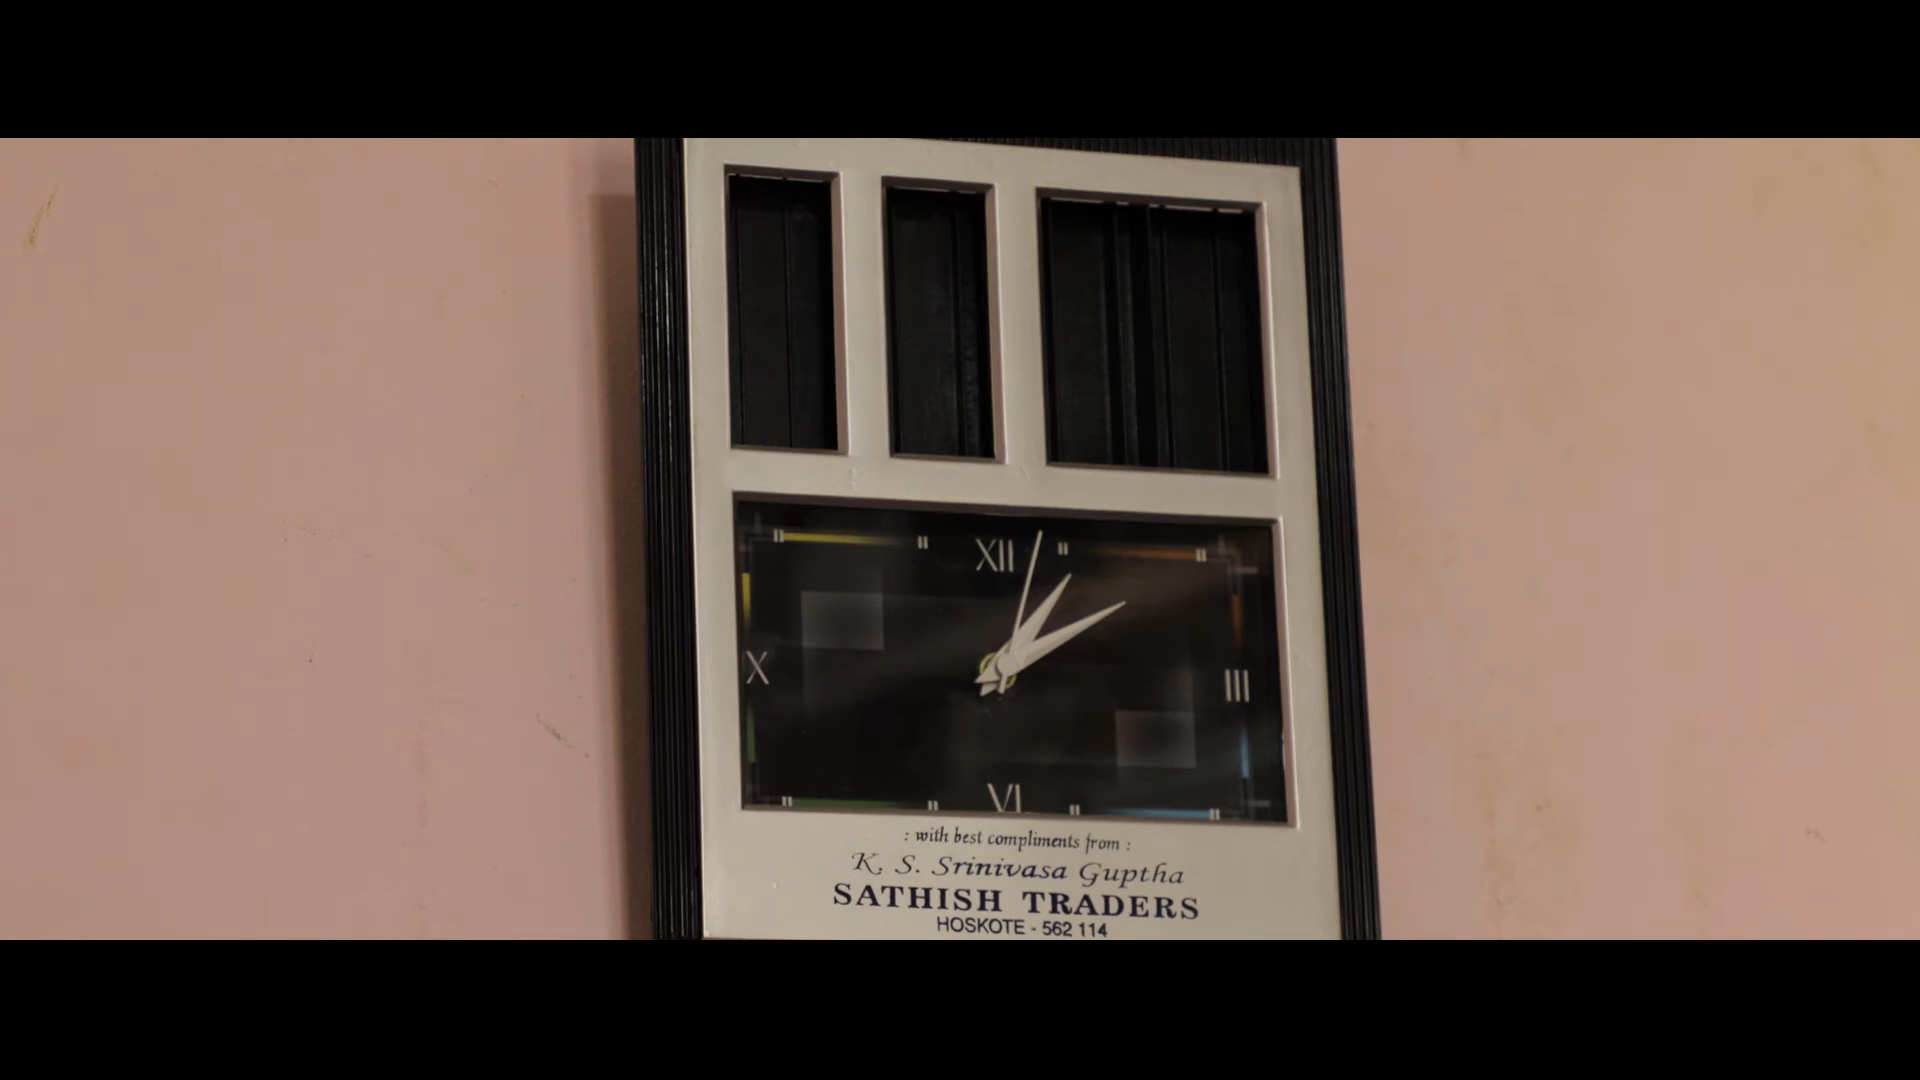 XII
X
III
VI
: with best compliments from :
K. S. Srinivasa Guptha
SATHISH TRADERS
HOSKOTE - 562 114